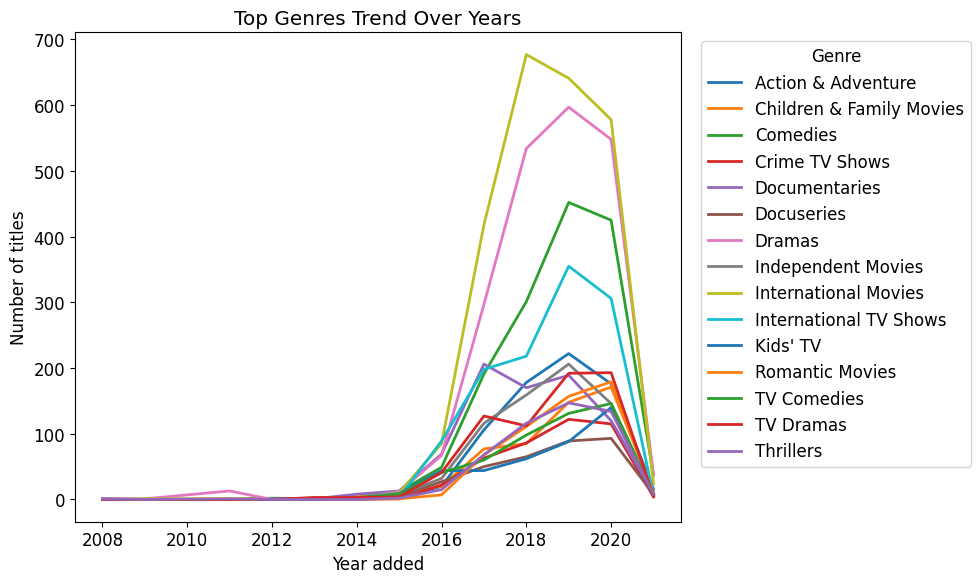 Top Genres Trend Over Years
Number of titles
700
600
500
400
300
200
100
0
2008
2010
2012
2014
2016
2018
2020
Year added
Genre
Action & Adventure
Children & Family Movies
Comedies
Crime TV Shows
Documentaries
Docuseries
Dramas
Independent Movies
International Movies
International TV Shows
Kids' TV
Romantic Movies
TV Comedies
TV Dramas
Thrillers